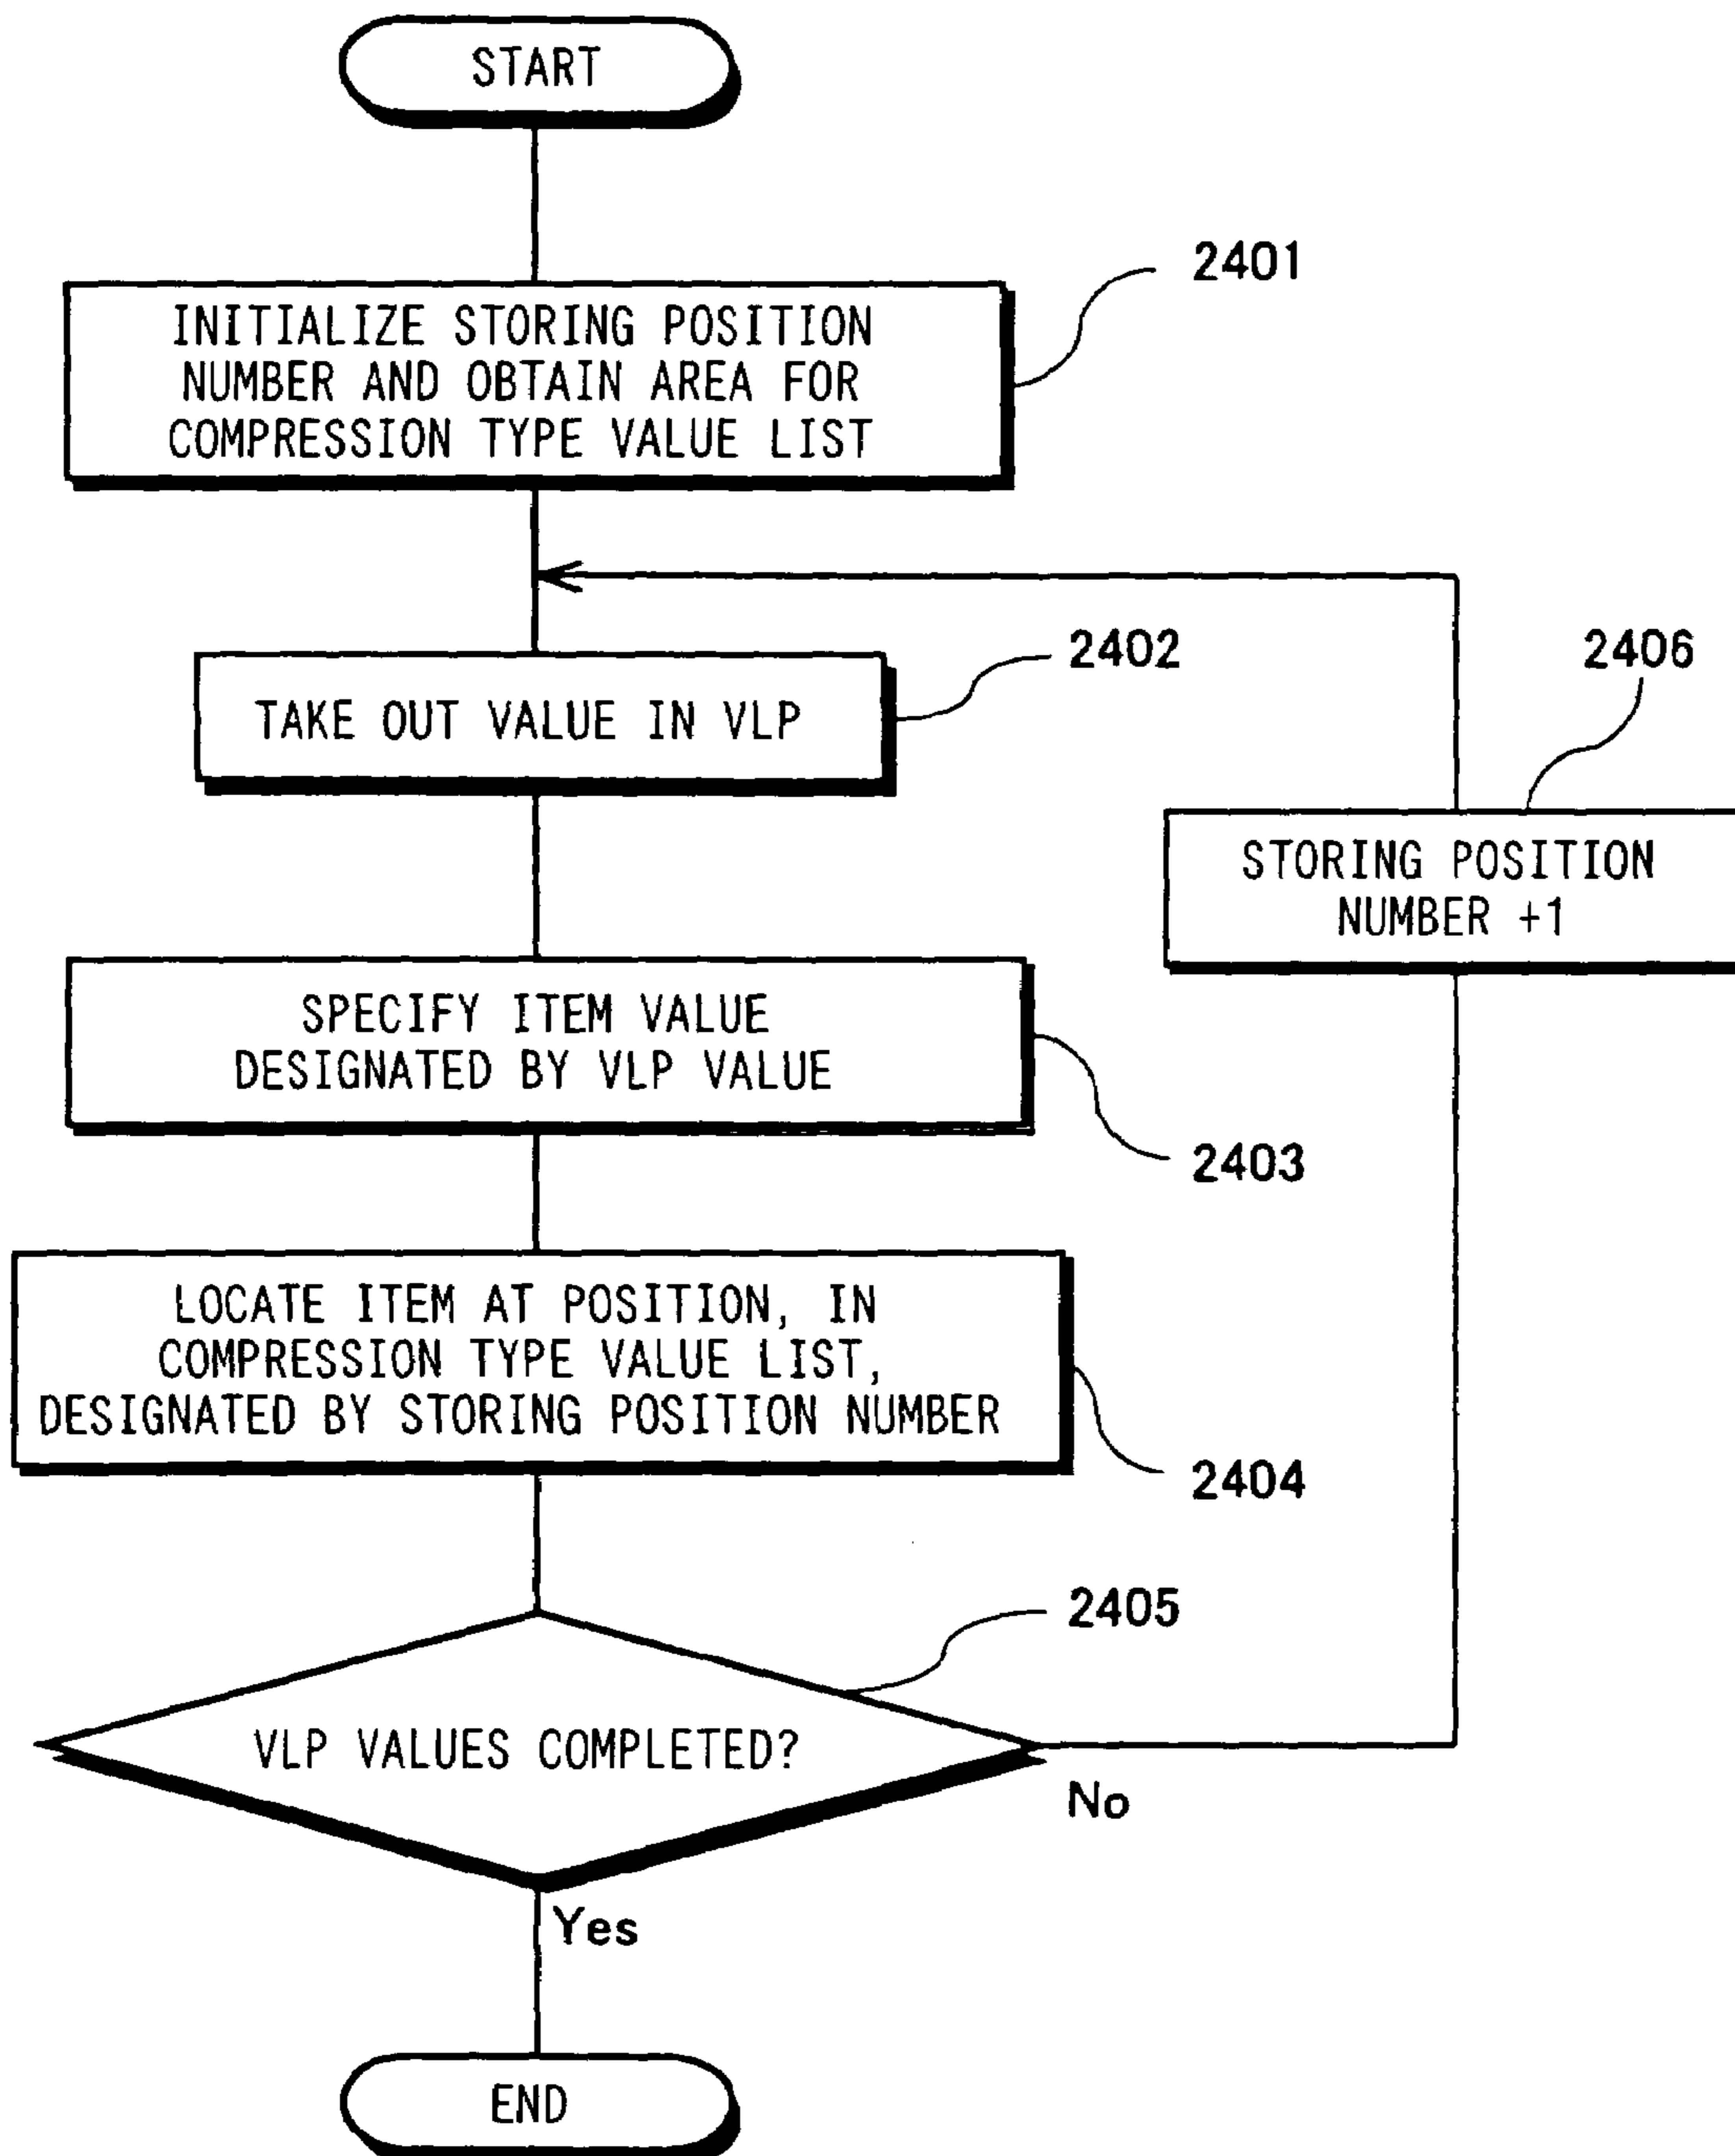 START
2401
INITIALIZE STORING POSITION
NUMBER AND OBTAIN AREA FOR
COMPRESSION TYPE VALUE LIST
2402
TAKE OUT VALUE IN VLP
2406
STORING POSITION
NUMBER +1
SPECIFY ITEM VALUE
DESIGNATED BY VLP VALUE
2403
LOCATE ITEM AT POSITION, IN
COMPRESSION TYPE VALUE LIST,
DESIGNATED BY STORING POSITION NUMBER
2404
2405
VLP VALUES COMPLETED?
No
Yes
END